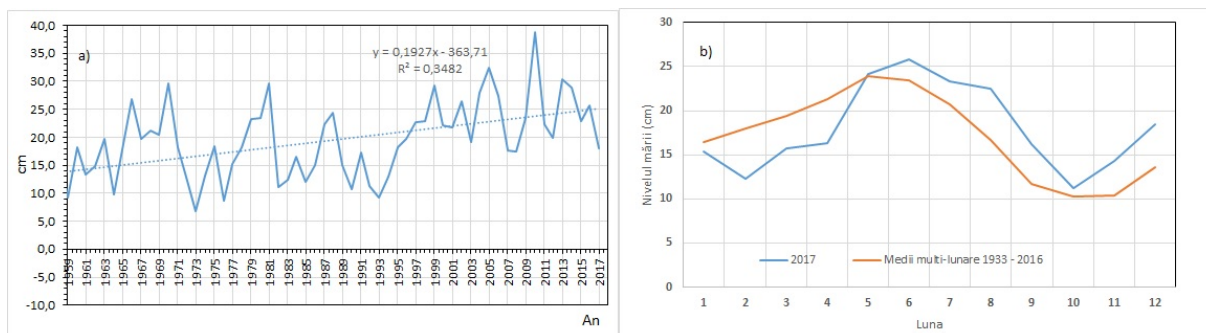 a)
y = 0,1927x - 363,71
R² = 0,3482
cm
40,0
35,0
30,0
25,0
20,0
15,0
10,0
5,0
0,0
-5,0
-10,0
1959 1961 1963 1965 1967 1969 1971 1973 1975 1977 1979 1981 1983 1985 1987 1989 1991 1993 1995 1997 1999 2001 2003 2005 2007 2009 2011 2013 2015 2017
An
b)
Nivelul mării (cm)
30
25
20
15
10
5
0
2017 Medii multi-lunare 1933 - 2016
1 2 3 4 5 6 7 8 9 10 11 12
Luna